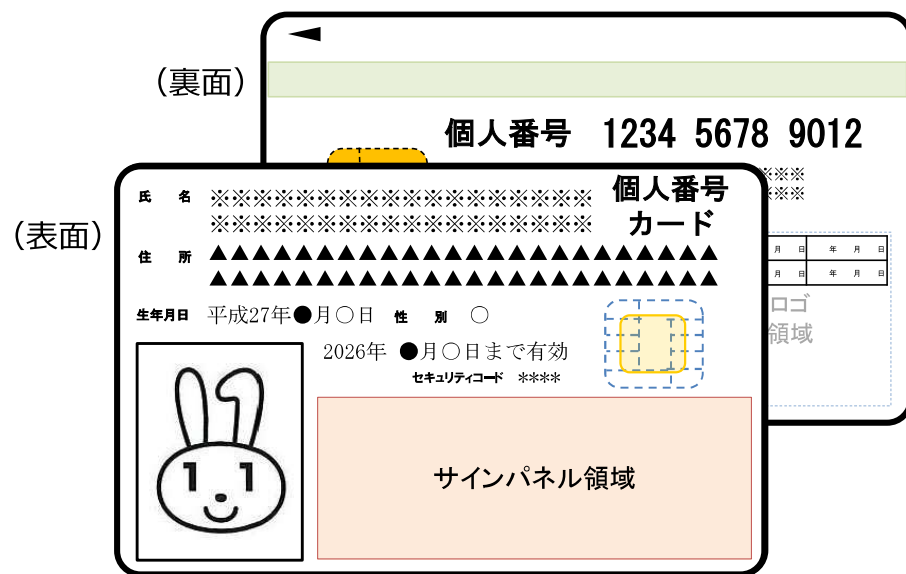 （裏面）
個人番号 1234 5678 9012
※※※
※※※
（表面）
氏 名 ※※※※※※※※※※※※※※※※※※
※※※※※※※※※※※※※※※※※※
個人番号
カード
住 所 ▲▲▲▲▲▲▲▲▲▲▲▲▲▲▲▲▲▲▲▲▲▲▲▲
▲▲▲▲▲▲▲▲▲▲▲▲▲▲▲▲▲▲▲▲▲▲▲▲
月 日 年 月 日
月 日 年 月 日
生年月日 平成27年●月○日 性 別 ○
2026年 ●月○日まで有効
セキュリティコード ****
ロゴ
領域
1 1
サインパネル領域